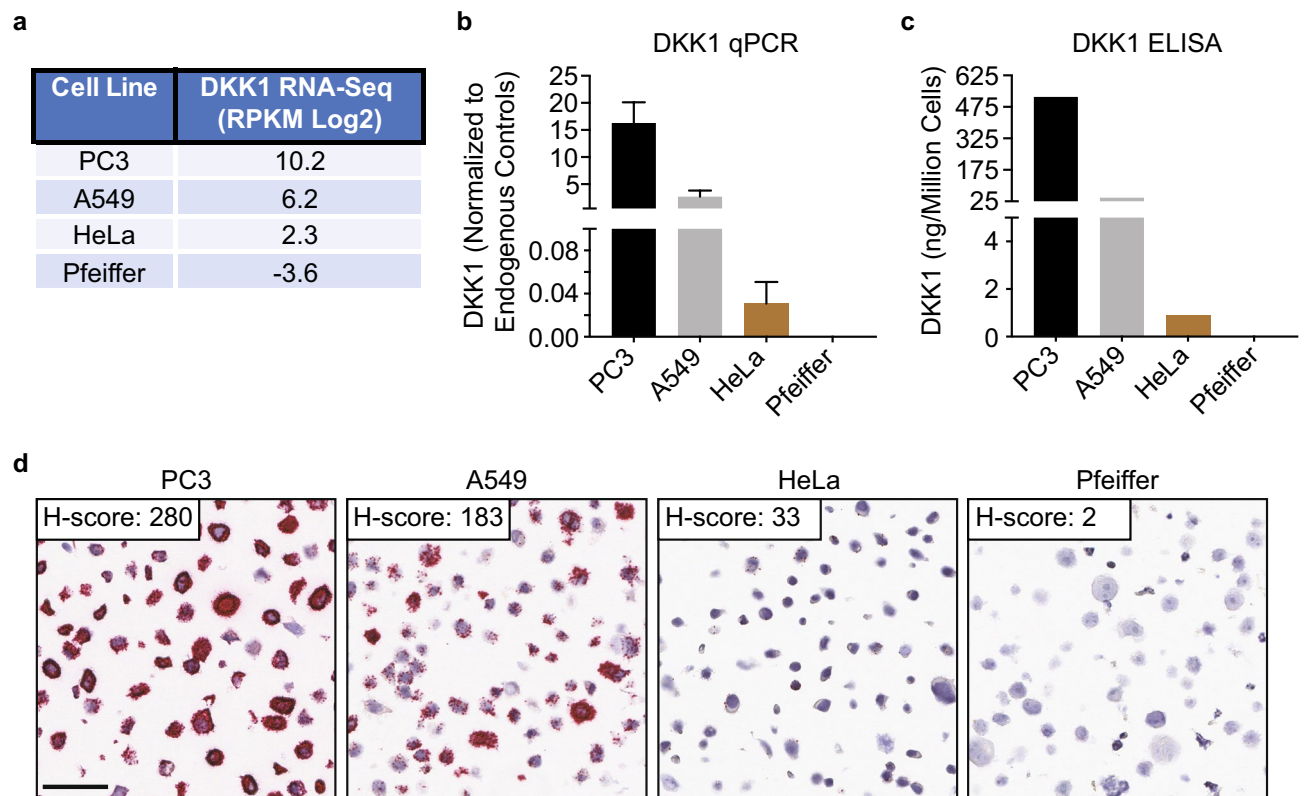 a
Cell Line DKK1 RNA-Seq
(RPKM Log2)
PC3 10.2
A549 6.2
HeLa 2.3
Pfeiffer -3.6
b
DKK1 qPCR
DKK1 (Normalized to
Endogenous Controls)
25
20
15
10
5
0.08
0.04
0.00
PC3
A549
HeLa
Pfeiffer
c
DKK1 ELISA
DKK1 (ng/Million Cells)
625
475
325
175
25
4
2
0
PC3
A549
HeLa
Pfeiffer
d
PC3
H-score: 280
A549
H-score: 183
HeLa
H-score: 33
Pfeiffer
H-score: 2